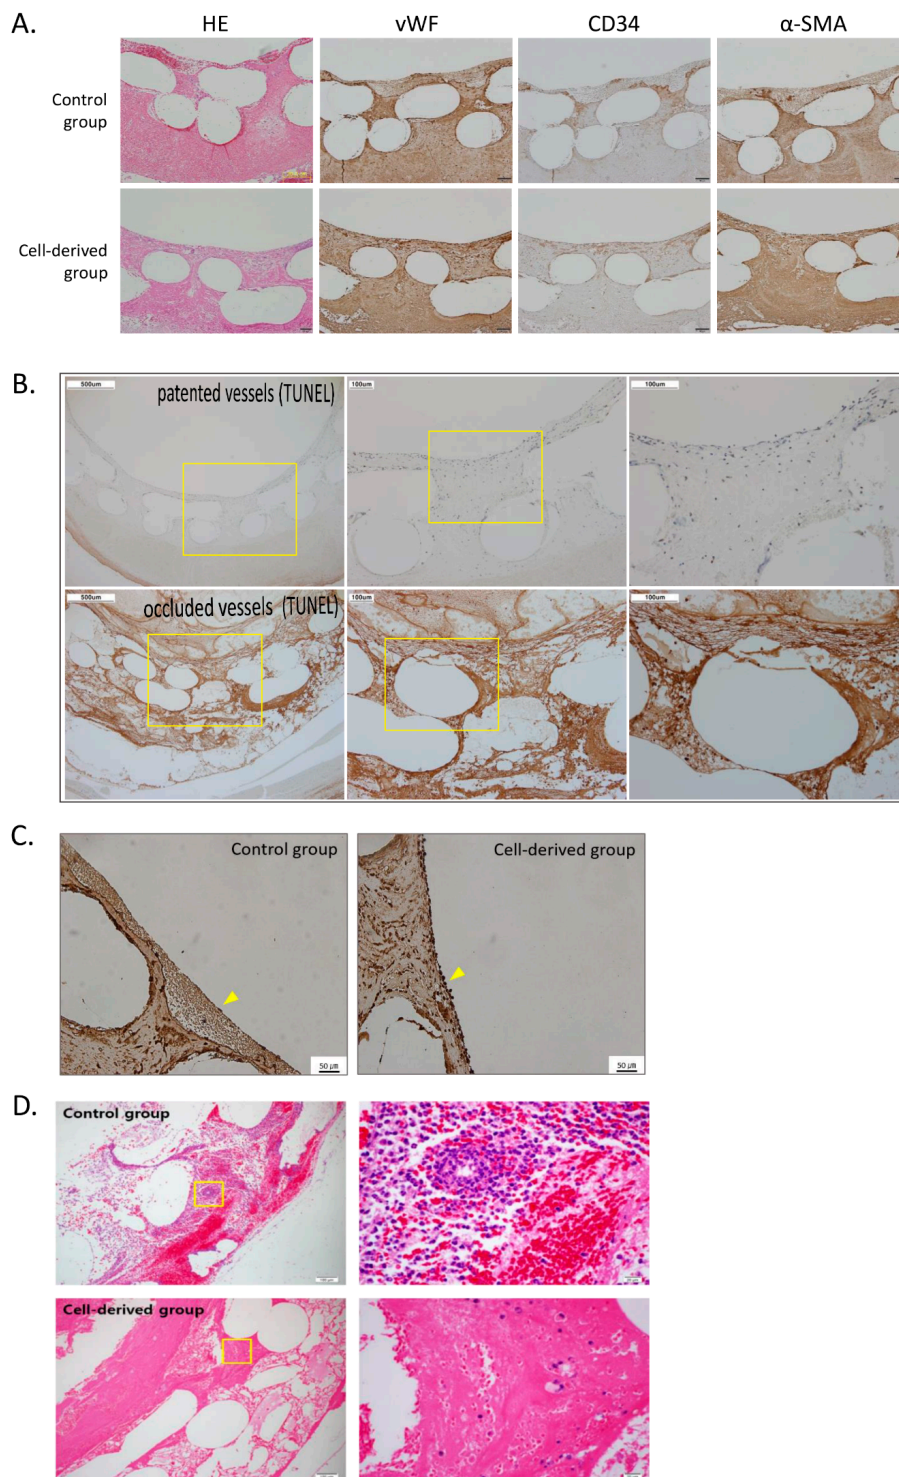 A.
HE
vWF
CD34
α-SMA
Control
group
Cell-derived
group
B.
500um
patented vessels (TUNEL)
100um
100um
500um
occluded vessels (TUNEL)
100um
100um
C.
Control group
50 μm
Cell-derived group
50 μm
D.
Control group
Cell-derived group